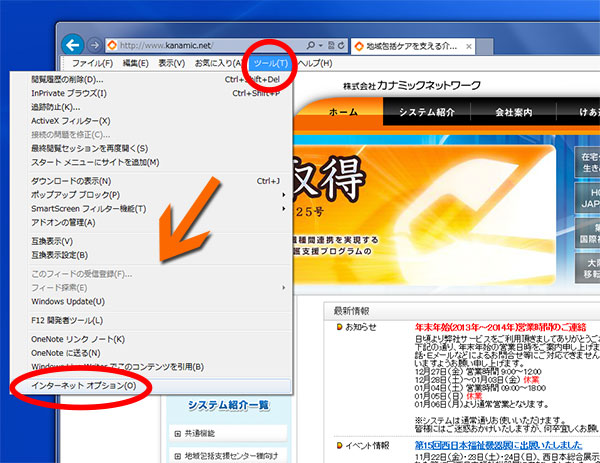 http://www.kanamic.net/
地域包括ケアを支える介...
ファイル(F) 編集(E) 表示(V) お気に入り(A) ツール(T) ヘルプ(H)
閲覧履歴の削除(D)... Ctrl+Shift+Del
InPrivate ブラウズ(I) Ctrl+Shift+P
追跡防止(K)...
ActiveX フィルター(X)
接続の問題を修正(C)...
最終閲覧セッションを再度開く(S)
スタート メニューにサイトを追加(M)
ダウンロードの表示(N) Ctrl+J
ポップアップ ブロック(P)
SmartScreen フィルター機能(T)
アドオンの管理(A)
互換表示(V)
互換表示設定(B)
このフィードの受信登録(F)...
フィード探索(E)
Windows Update(U)
F12 開発者ツール(L)
OneNote リンク ノート(K)
OneNote に送る(N)
Windows Live Writer でこのコンテンツを引用(B)
インターネット オプション(O)
株式会社 カナミックネットワーク
ホーム システム紹介 会社案内 けあ
取得
25号
種間連携を実現する
護支援プログラムの
在宅
生き
HO
JAP
第
国際
大
移転
最新情報
お知らせ
年末年始(2013年～2014年)営業時間のご連絡
日頃より弊社サービスをご利用頂きましてありがとうご
下記の通り、年末年始の営業日時をご案内申し上げま
話・Eメールなどによるお問合せ等にご対応できません
いますようお願い申し上げます。
12月27日(金) 営業時間 9:00～12:00
12月28日(土)～01月03日(金) 休業
01月04日(土) 営業時間 09:00～18:00
01月05日(日) 休業
01月06日(月)より通常営業となります。
※システムは通常通りお使いいただけます。
皆様にはご迷惑おかけいたしますが、何卒宜しくお願
イベント情報
第15回西日本福祉機器展に出展いたしました
11月22日(金)・23日(土)・24日(日)、西日本総合展示
システム紹介一覧
共通機能
地域包括支援センター様向け